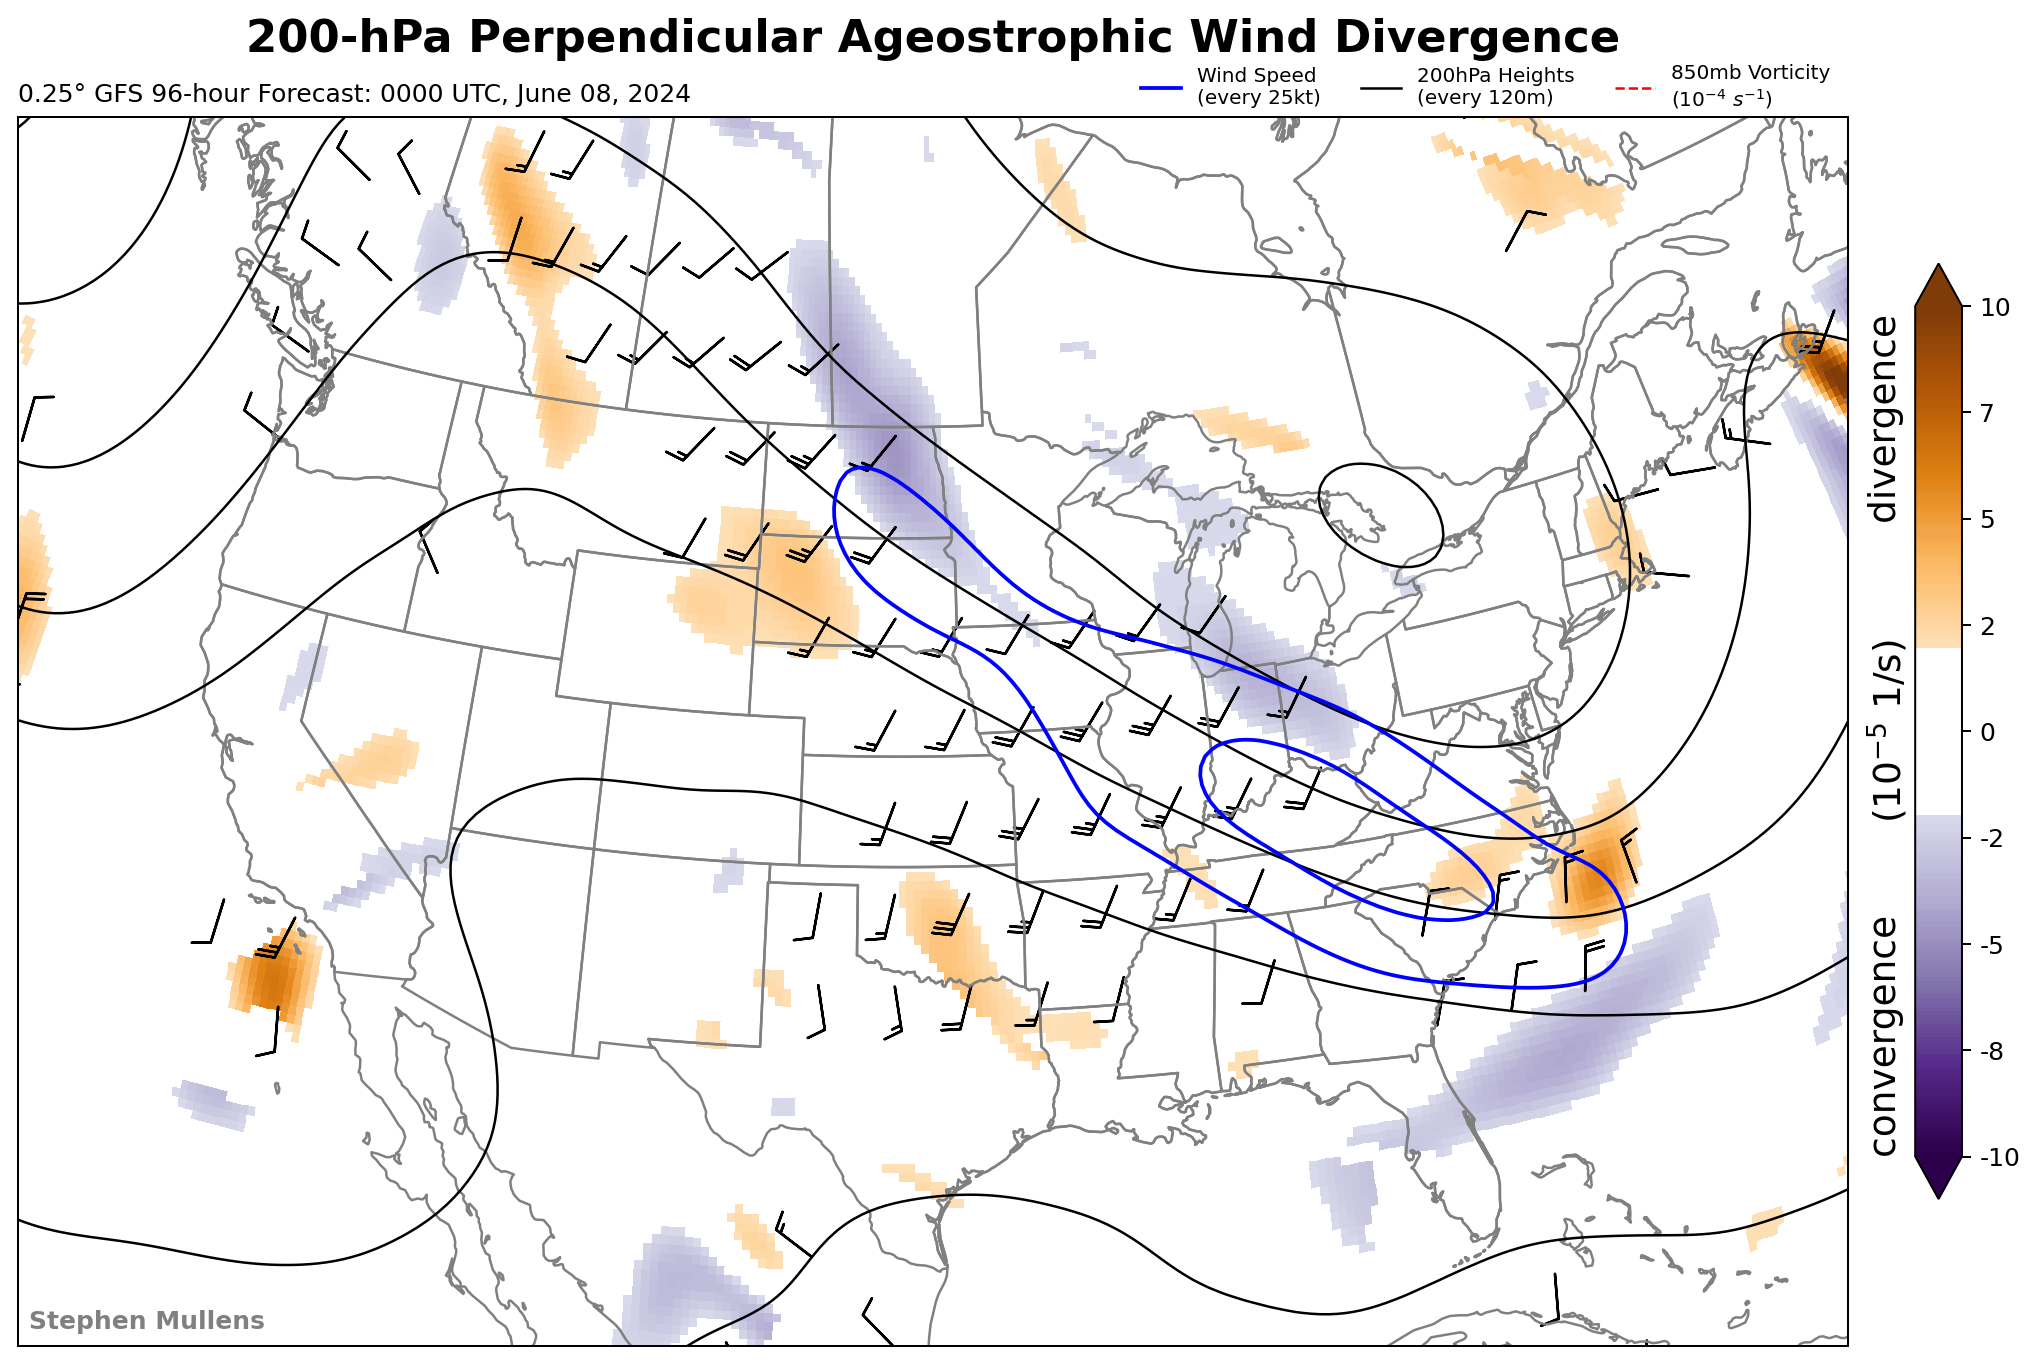 200-hPa Perpendicular Ageostrophic Wind Divergence
0.25° GFS 96-hour Forecast: 0000 UTC, June 08, 2024
Wind Speed
(every 25kt)
200hPa Heights
(every 120m)
850mb Vorticity
(10⁻⁴ s⁻¹)
10
7
5
2
0
-2
-5
-8
-10
convergence (10⁻⁵ 1/s) divergence
Stephen Mullens